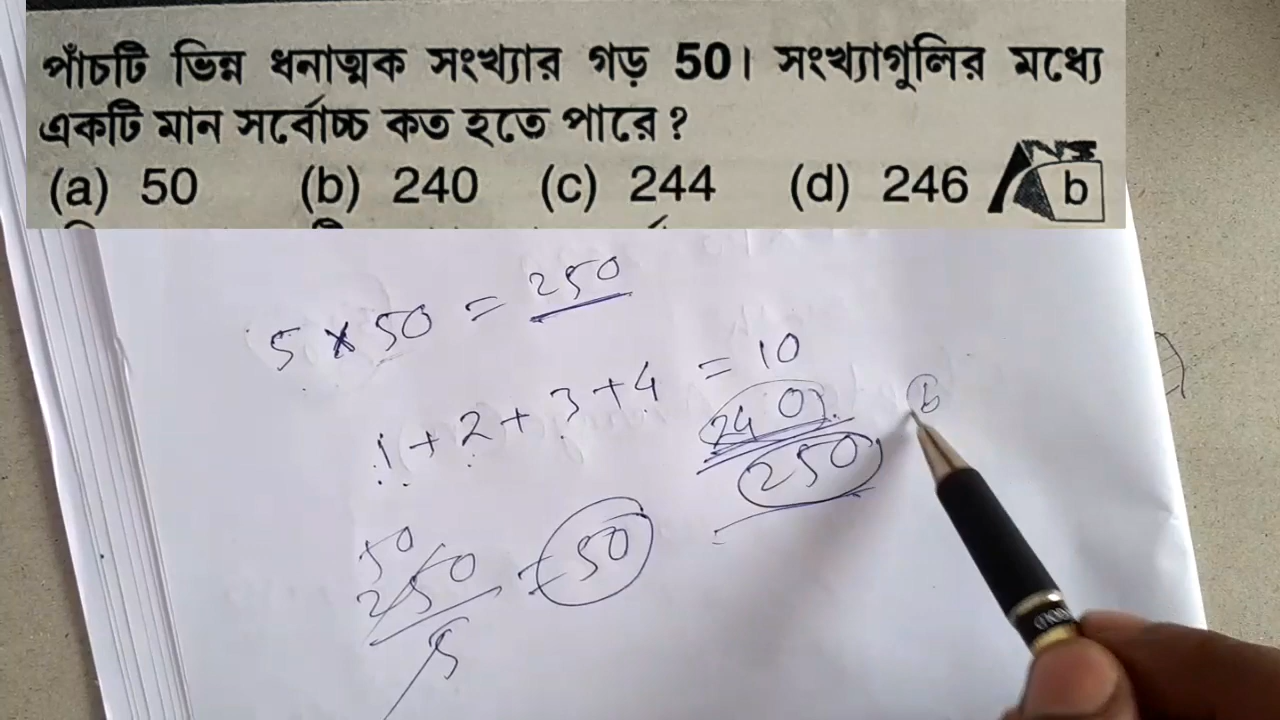 পাঁচটি ভিন্ন ধনাত্মক সংখ্যার গড় 50। সংখ্যাগুলির মধ্যে
একটি মান সর্বোচ্চ কত হতে পারে ?
(a) 50 (b) 240 (c) 244 (d) 246 ANS b
5 × 50 = 250
1 + 2 + 3 + 4 = 10
240
250
b
50
250
5
= 50